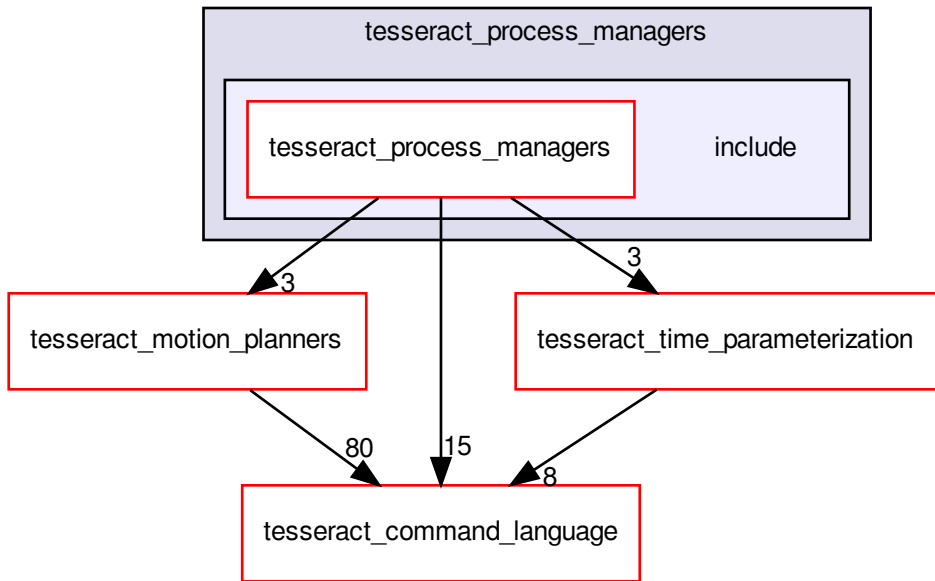 tesseract_process_managers
tesseract_process_managers
include
3
3
tesseract_motion_planners
tesseract_time_parameterization
80
15
8
tesseract_command_language